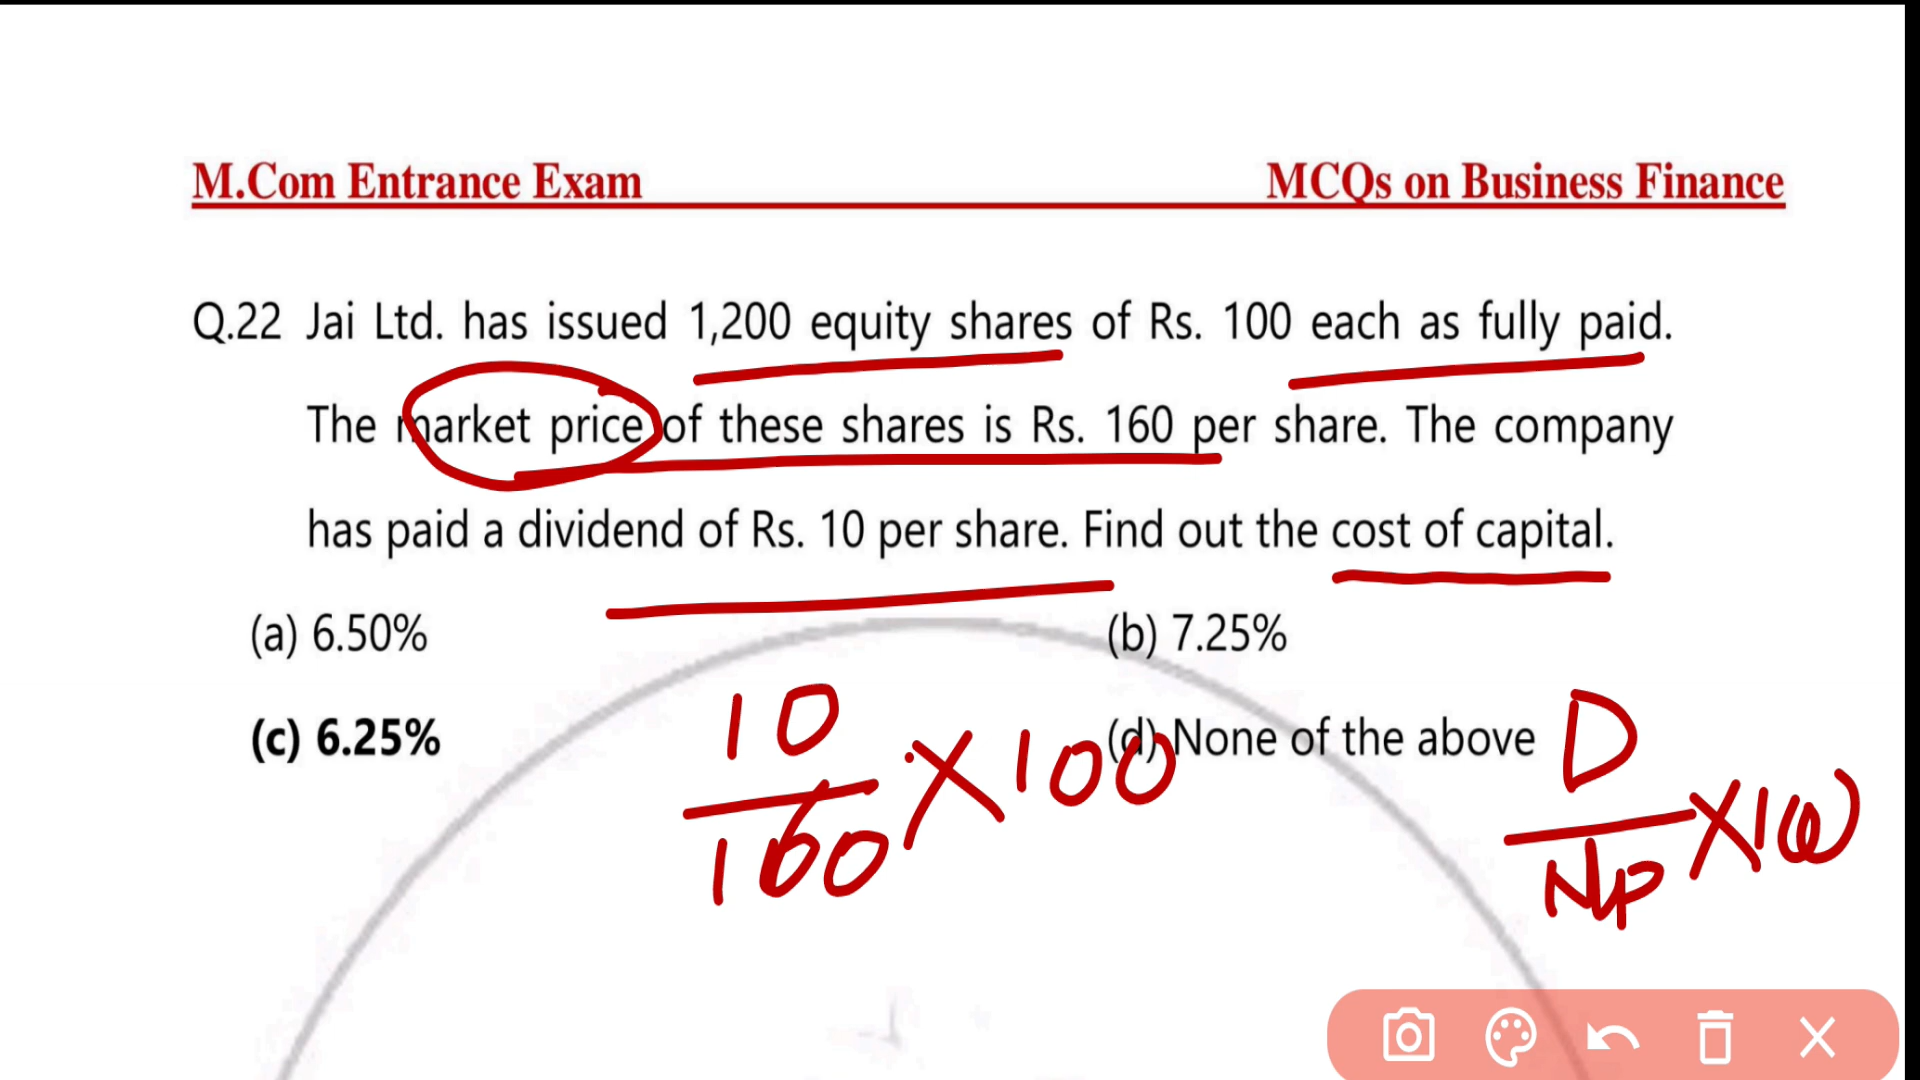 M.Com Entrance Exam MCQs on Business Finance
Q.22 Jai Ltd. has issued 1,200 equity shares of Rs. 100 each as fully paid.
The market price of these shares is Rs. 160 per share. The company
has paid a dividend of Rs. 10 per share. Find out the cost of capital.
(a) 6.50% (b) 7.25%
(c) 6.25% (d) None of the above
10
160
X100
D
Np
X100